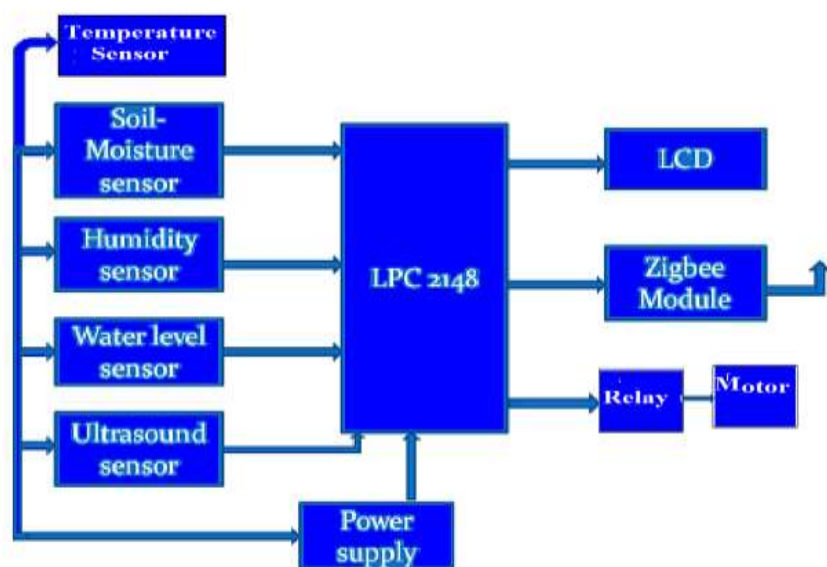 Temperature
Sensor
Soil-
Moisture
sensor
Humidity
sensor
Water level
sensor
Ultrasound
sensor
Power
supply
LPC 2148
LCD
Zigbee
Module
Relay
Motor